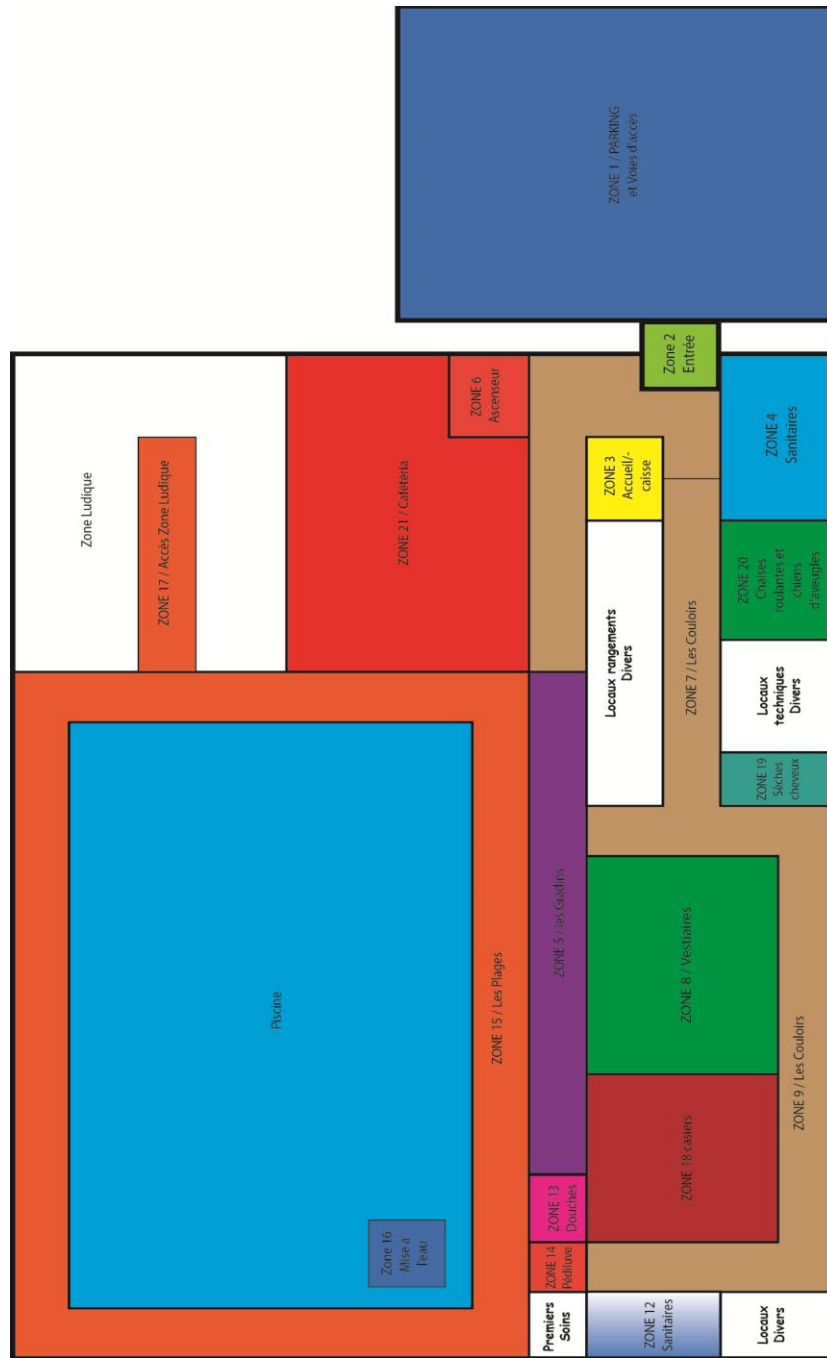 ZONE 1 / PARKING
et Voies d'accès
Zone 2
Entrée
ZONE 6
Ascenseur
ZONE 4
Sanitaires
Zone Ludique
ZONE 17 / Accès Zone Ludique
ZONE 21 / Cafétéria
ZONE 3
Accueil/-
caisse
ZONE 20
Chaises
roulantes et
chiens
d'aveugles
Locaux rangements
Divers
ZONE 7 / Les Couloirs
Locaux
techniques
Divers
ZONE 19
Sèches
cheveux
Piscine
ZONE 15 / Les Plages
ZONE 5 / les Gradins
ZONE 8 / Vestiaires
ZONE 9 / Les Couloirs
ZONE 18 casiers
Zone 16
Mise a
l'eau
ZONE 13
Douches
ZONE 14
Pédiluve
Premiers
Soins
ZONE 12
Sanitaires
Locaux
Divers